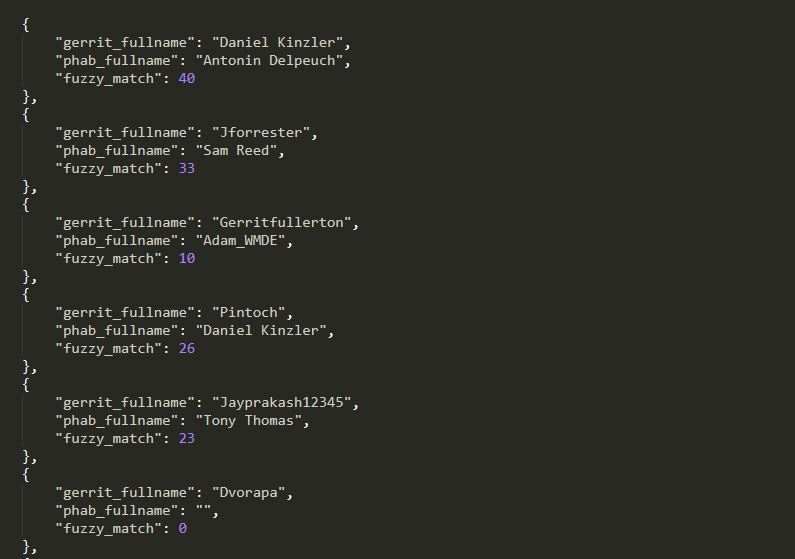 {
"gerrit_fullname": "Daniel Kinzler",
"phab_fullname": "Antonin Delpeuch",
"fuzzy_match": 40
},
{
"gerrit_fullname": "Jforrester",
"phab_fullname": "Sam Reed",
"fuzzy_match": 33
},
{
"gerrit_fullname": "Gerritfullerton",
"phab_fullname": "Adam_WMDE",
"fuzzy_match": 10
},
{
"gerrit_fullname": "Pintoch",
"phab_fullname": "Daniel Kinzler",
"fuzzy_match": 26
},
{
"gerrit_fullname": "Jayprakash12345",
"phab_fullname": "Tony Thomas",
"fuzzy_match": 23
},
{
"gerrit_fullname": "Dvorapa",
"phab_fullname": "",
"fuzzy_match": 0
},